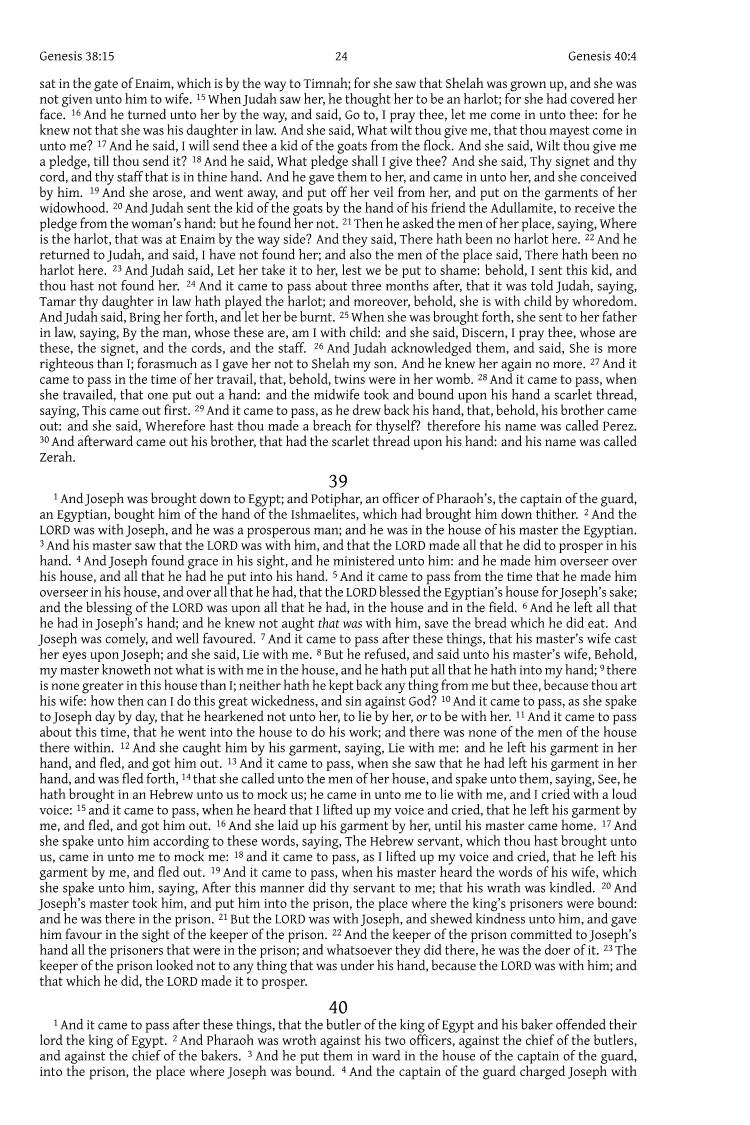 Genesis 38:15 24 Genesis 40:4
sat in the gate of Enaim, which is by the way to Timnah; for she saw that Shelah was grown up, and she was
not given unto him to wife. 15 When Judah saw her, he thought her to be an harlot; for she had covered her
face. 16 And he turned unto her by the way, and said, Go to, I pray thee, let me come in unto thee: for he
knew not that she was his daughter in law. And she said, What wilt thou give me, that thou mayest come in
unto me? 17 And he said, I will send thee a kid of the goats from the flock. And she said, Wilt thou give me
a pledge, till thou send it? 18 And he said, What pledge shall I give thee? And she said, Thy signet and thy
cord, and thy staff that is in thine hand. And he gave them to her, and came in unto her, and she conceived
by him. 19 And she arose, and went away, and put off her veil from her, and put on the garments of her
widowhood. 20 And Judah sent the kid of the goats by the hand of his friend the Adullamite, to receive the
pledge from the woman's hand: but he found her not. 21 Then he asked the men of her place, saying, Where
is the harlot, that was at Enaim by the way side? And they said, There hath been no harlot here. 22 And he
returned to Judah, and said, I have not found her; and also the men of the place said, There hath been no
harlot here. 23 And Judah said, Let her take it to her, lest we be put to shame: behold, I sent this kid, and
thou hast not found her. 24 And it came to pass about three months after, that it was told Judah, saying,
Tamar thy daughter in law hath played the harlot; and moreover, behold, she is with child by whoredom.
And Judah said, Bring her forth, and let her be burnt. 25 When she was brought forth, she sent to her father
in law, saying, By the man, whose these are, am I with child: and she said, Discern, I pray thee, whose are
these, the signet, and the cords, and the staff. 26 And Judah acknowledged them, and said, She is more
righteous than I; forasmuch as I gave her not to Shelah my son. And he knew her again no more. 27 And it
came to pass in the time of her travail, that, behold, twins were in her womb. 28 And it came to pass, when
she travailed, that one put out a hand: and the midwife took and bound upon his hand a scarlet thread,
saying, This came out first. 29 And it came to pass, as he drew back his hand, that, behold, his brother came
out: and she said, Wherefore hast thou made a breach for thyself? therefore his name was called Perez.
30 And afterward came out his brother, that had the scarlet thread upon his hand: and his name was called
Zerah.
39
1 And Joseph was brought down to Egypt; and Potiphar, an officer of Pharaoh's, the captain of the guard,
an Egyptian, bought him of the hand of the Ishmaelites, which had brought him down thither. 2 And the
LORD was with Joseph, and he was a prosperous man; and he was in the house of his master the Egyptian.
3 And his master saw that the LORD was with him, and that the LORD made all that he did to prosper in his
hand. 4 And Joseph found grace in his sight, and he ministered unto him: and he made him overseer over
his house, and all that he had he put into his hand. 5 And it came to pass from the time that he made him
overseer in his house, and over all that he had, that the LORD blessed the Egyptian's house for Joseph's sake;
and the blessing of the LORD was upon all that he had, in the house and in the field. 6 And he left all that
he had in Joseph's hand; and he knew not aught that was with him, save the bread which he did eat. And
Joseph was comely, and well favoured. 7 And it came to pass after these things, that his master's wife cast
her eyes upon Joseph; and she said, Lie with me. 8 But he refused, and said unto his master's wife, Behold,
my master knoweth not what is with me in the house, and he hath put all that he hath into my hand; 9 there
is none greater in this house than I; neither hath he kept back any thing from me but thee, because thou art
his wife: how then can I do this great wickedness, and sin against God? 10 And it came to pass, as she spake
to Joseph day by day, that he hearkened not unto her, to lie by her, or to be with her. 11 And it came to pass
about this time, that he went into the house to do his work; and there was none of the men of the house
there within. 12 And she caught him by his garment, saying, Lie with me: and he left his garment in her
hand, and fled, and got him out. 13 And it came to pass, when she saw that he had left his garment in her
hand, and was fled forth, 14 that she called unto the men of her house, and spake unto them, saying, See, he
hath brought in an Hebrew unto us to mock us; he came in unto me to lie with me, and I cried with a loud
voice: 15 and it came to pass, when he heard that I lifted up my voice and cried, that he left his garment by
me, and fled, and got him out. 16 And she laid up his garment by her, until his master came home. 17 And
she spake unto him according to these words, saying, The Hebrew servant, which thou hast brought unto
us, came in unto me to mock me: 18 and it came to pass, as I lifted up my voice and cried, that he left his
garment by me, and fled out. 19 And it came to pass, when his master heard the words of his wife, which
she spake unto him, saying, After this manner did thy servant to me; that his wrath was kindled. 20 And
Joseph's master took him, and put him into the prison, the place where the king's prisoners were bound:
and he was there in the prison. 21 But the LORD was with Joseph, and shewed kindness unto him, and gave
him favour in the sight of the keeper of the prison. 22 And the keeper of the prison committed to Joseph's
hand all the prisoners that were in the prison; and whatsoever they did there, he was the doer of it. 23 The
keeper of the prison looked not to any thing that was under his hand, because the LORD was with him; and
that which he did, the LORD made it to prosper.
40
1 And it came to pass after these things, that the butler of the king of Egypt and his baker offended their
lord the king of Egypt. 2 And Pharaoh was wroth against his two officers, against the chief of the butlers,
and against the chief of the bakers. 3 And he put them in ward in the house of the captain of the guard,
into the prison, the place where Joseph was bound. 4 And the captain of the guard charged Joseph with